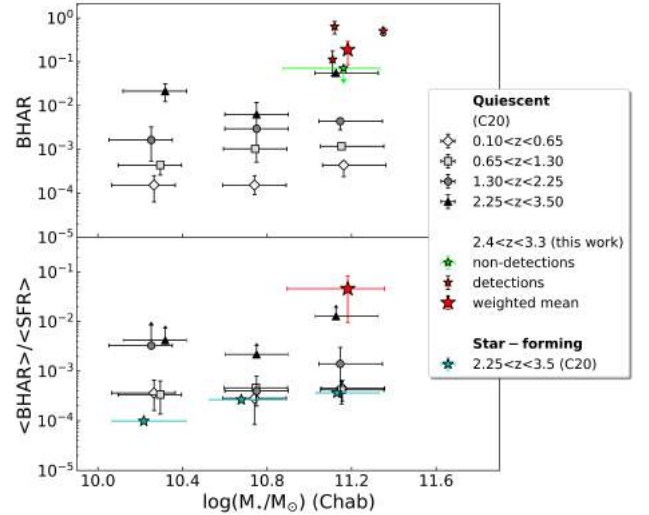 10⁰
10⁻¹
10⁻²
10⁻³
10⁻⁴
10⁻⁵
BHAR
Quiescent
(C20)
0.10<z<0.65
0.65<z<1.30
1.30<z<2.25
2.25<z<3.50
2.4<z<3.3 (this work)
non-detections
detections
weighted mean
Star − forming
2.25<z<3.5 (C20)
10⁻¹
10⁻²
10⁻³
10⁻⁴
10⁻⁵
<BHAR>/<SFR>
10.0 10.4 10.8 11.2 11.6
log(M⋆/M⊙) (Chab)